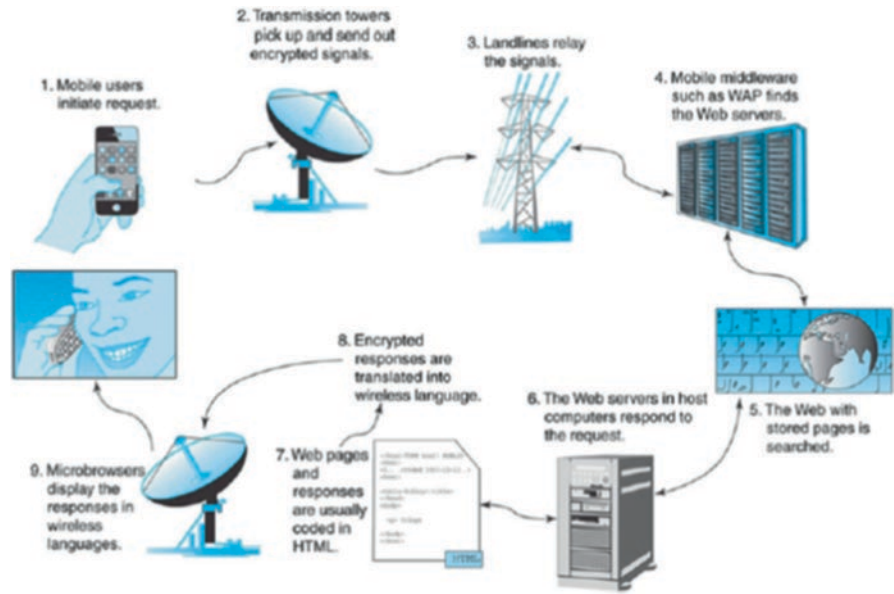 1. Mobile users
initiate request.
2. Transmission towers
pick up and send out
encrypted signals.
3. Landlines relay
the signals.
4. Mobile middleware
such as WAP finds
the Web servers.
5. The Web with
stored pages is
searched.
6. The Web servers in host
computers respond to
the request.
7. Web pages
and
responses
are usually
coded in
HTML.
HTML
8. Encrypted
responses are
translated into
wireless language.
9. Microbrowsers
display the
responses in
wireless
languages.